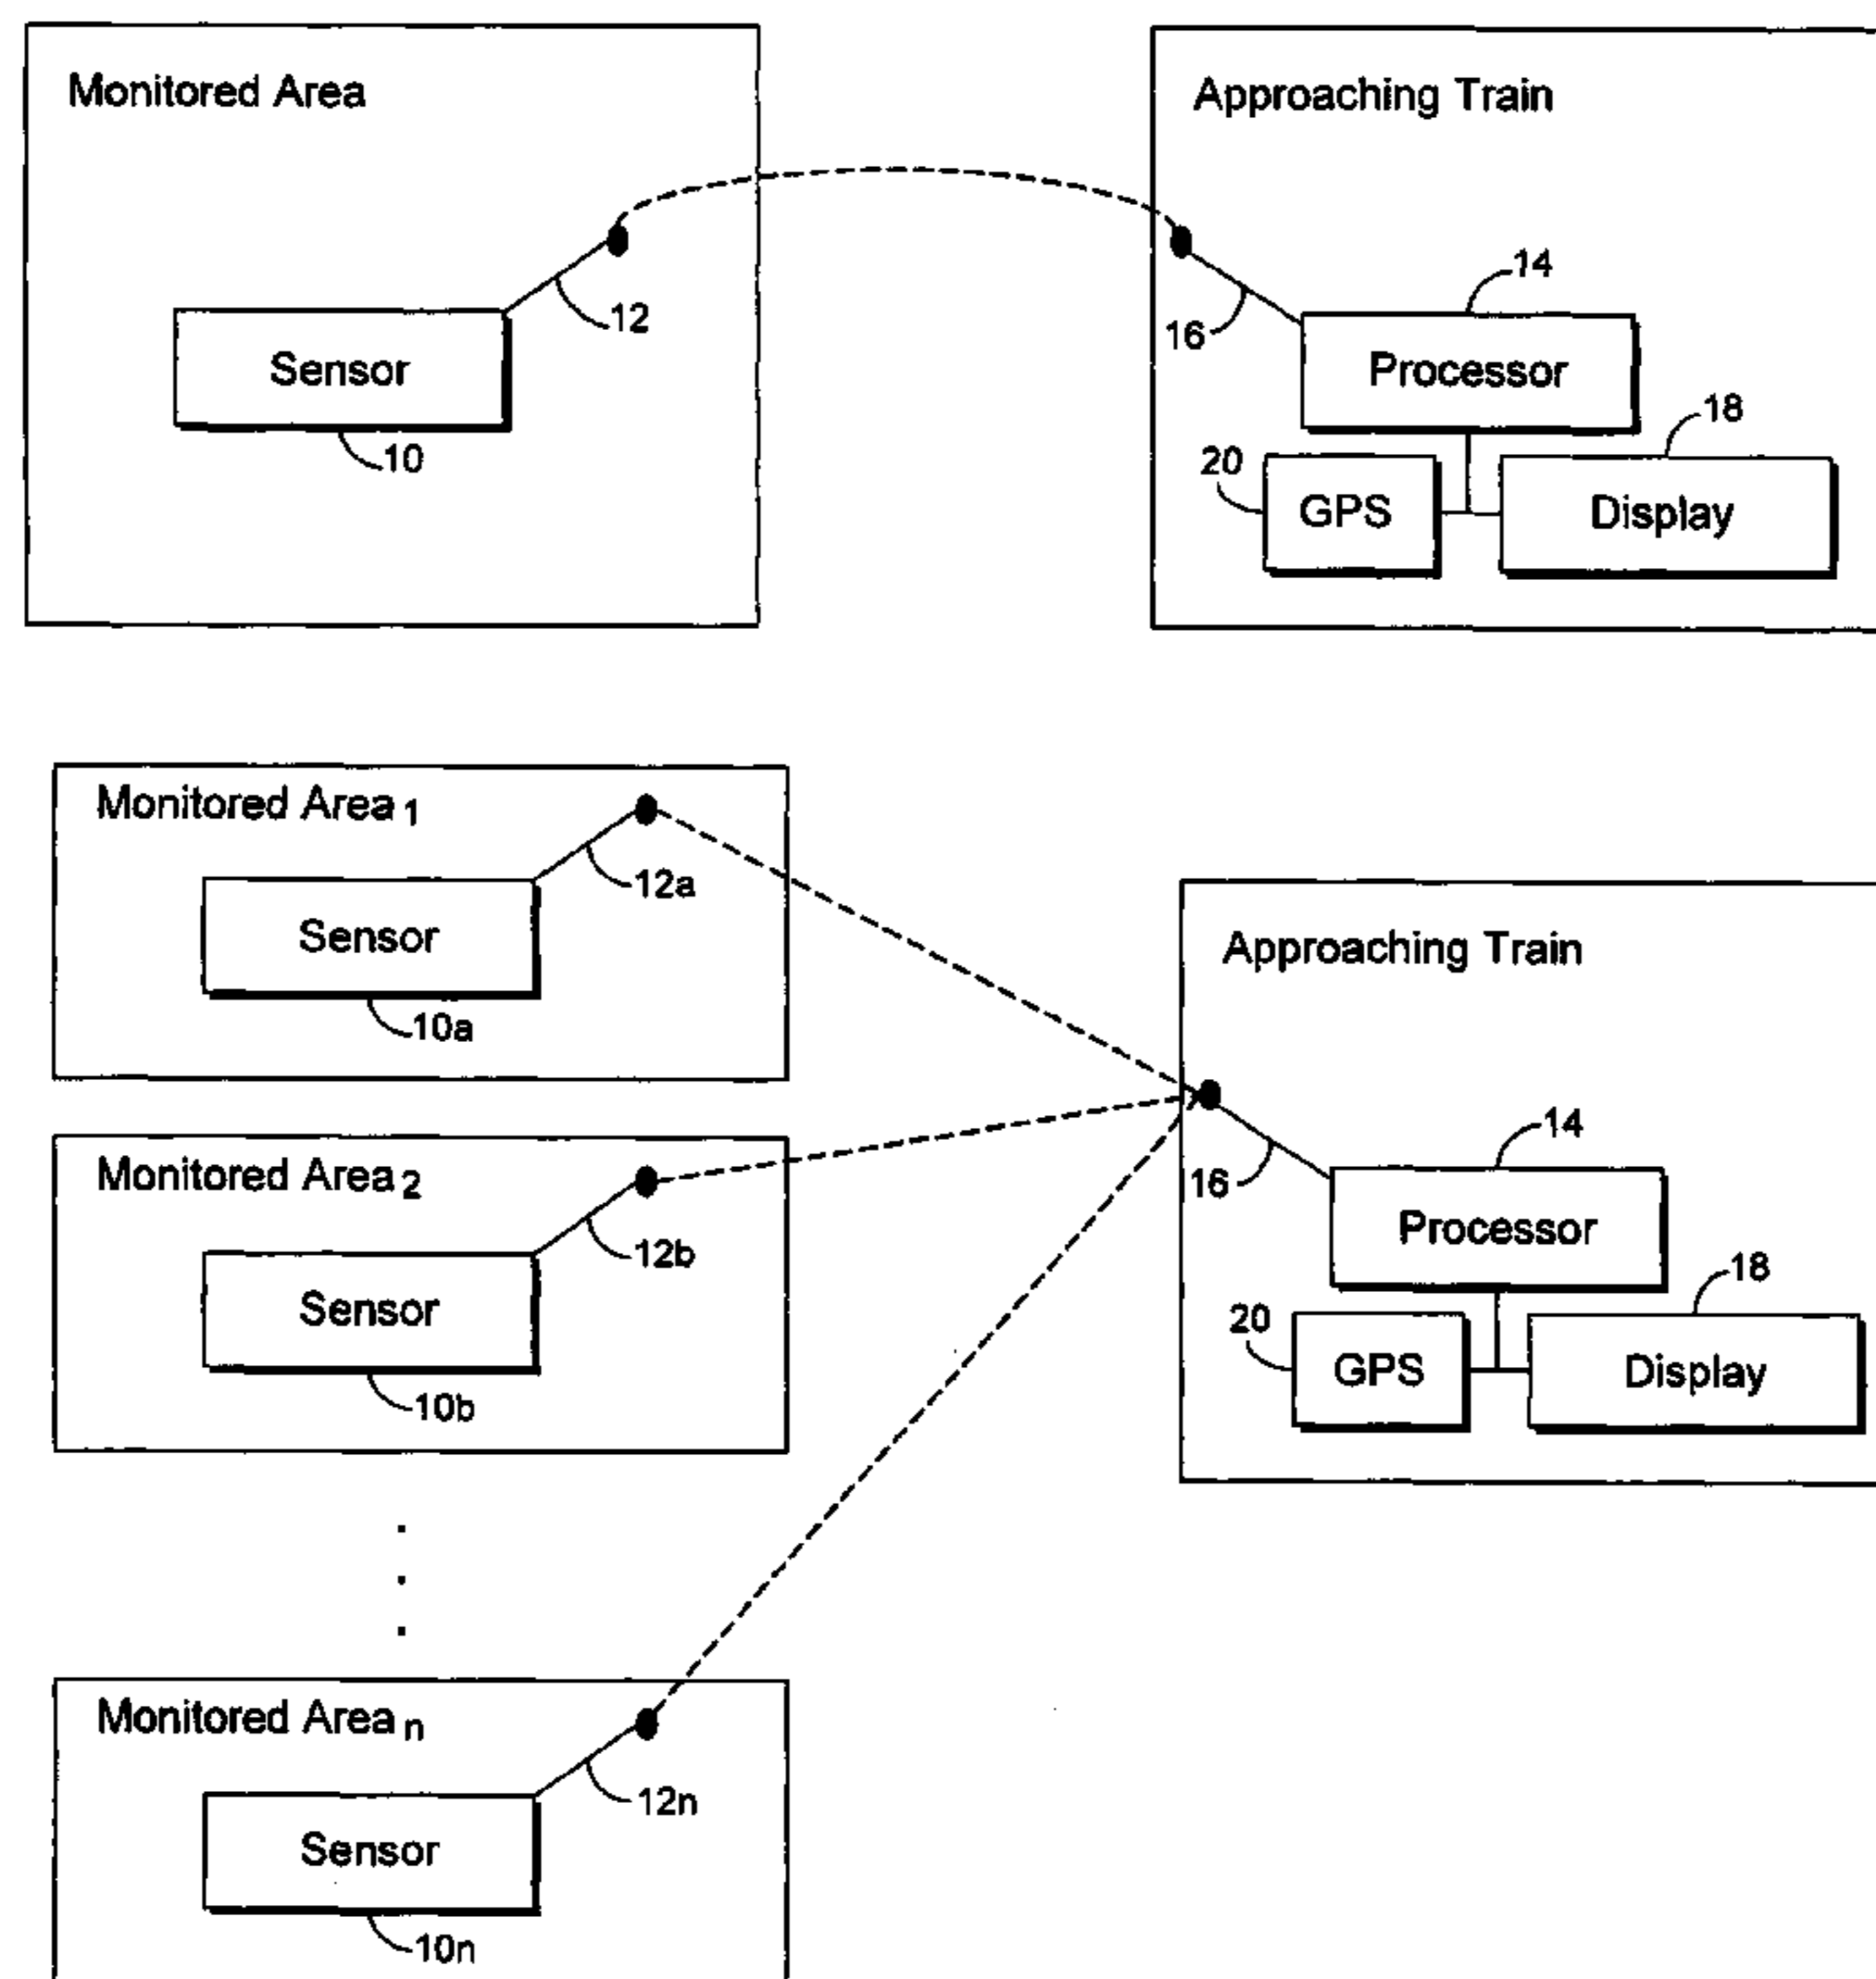 Monitored Area
Approaching Train
12
Sensor
10
14
16
Processor
18
20
GPS
Display
Monitored Area 1
12a
Sensor
10a
Approaching Train
Monitored Area 2
12b
Sensor
10b
14
16
Processor
18
20
GPS
Display
Monitored Area n
12n
Sensor
10n